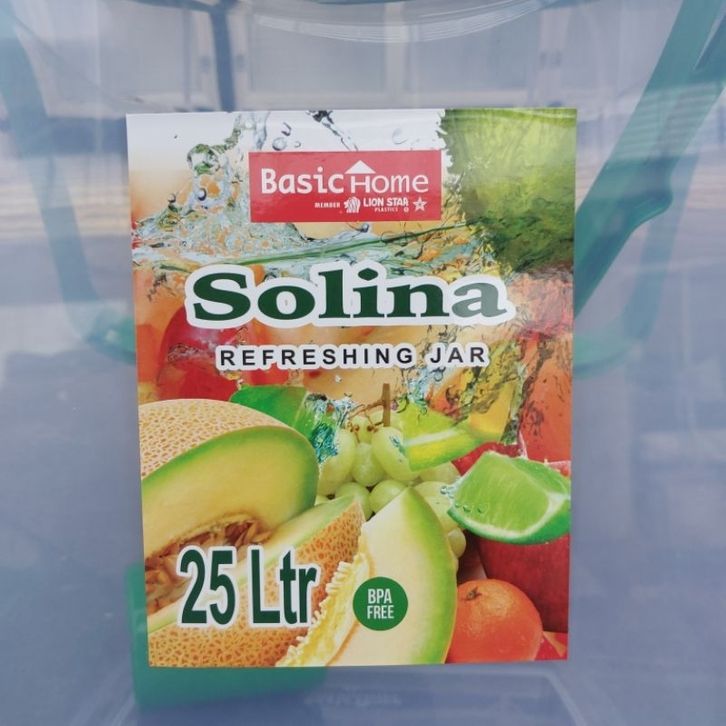 Basic Home
MEMBER LION STAR
PLASTICS
Solina
REFRESHING JAR
25 Ltr
BPA
FREE